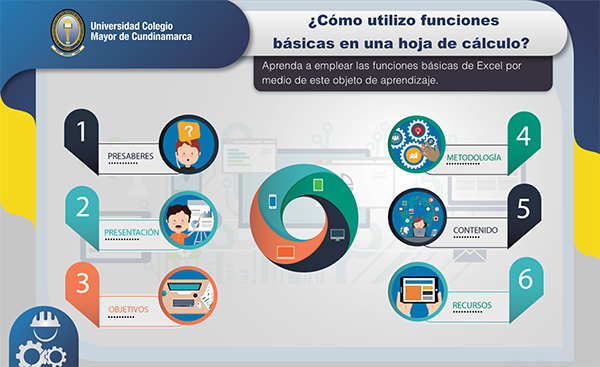 Universidad Colegio
Mayor de Cundinamarca
¿Cómo utilizo funciones
básicas en una hoja de cálculo?
Aprenda a emplear las funciones básicas de Excel por
medio de este objeto de aprendizaje.
1
PRESABERES
?
2
PRESENTACIÓN
3
OBJETIVOS
4
METODOLOGÍA
5
CONTENIDO
6
RECURSOS